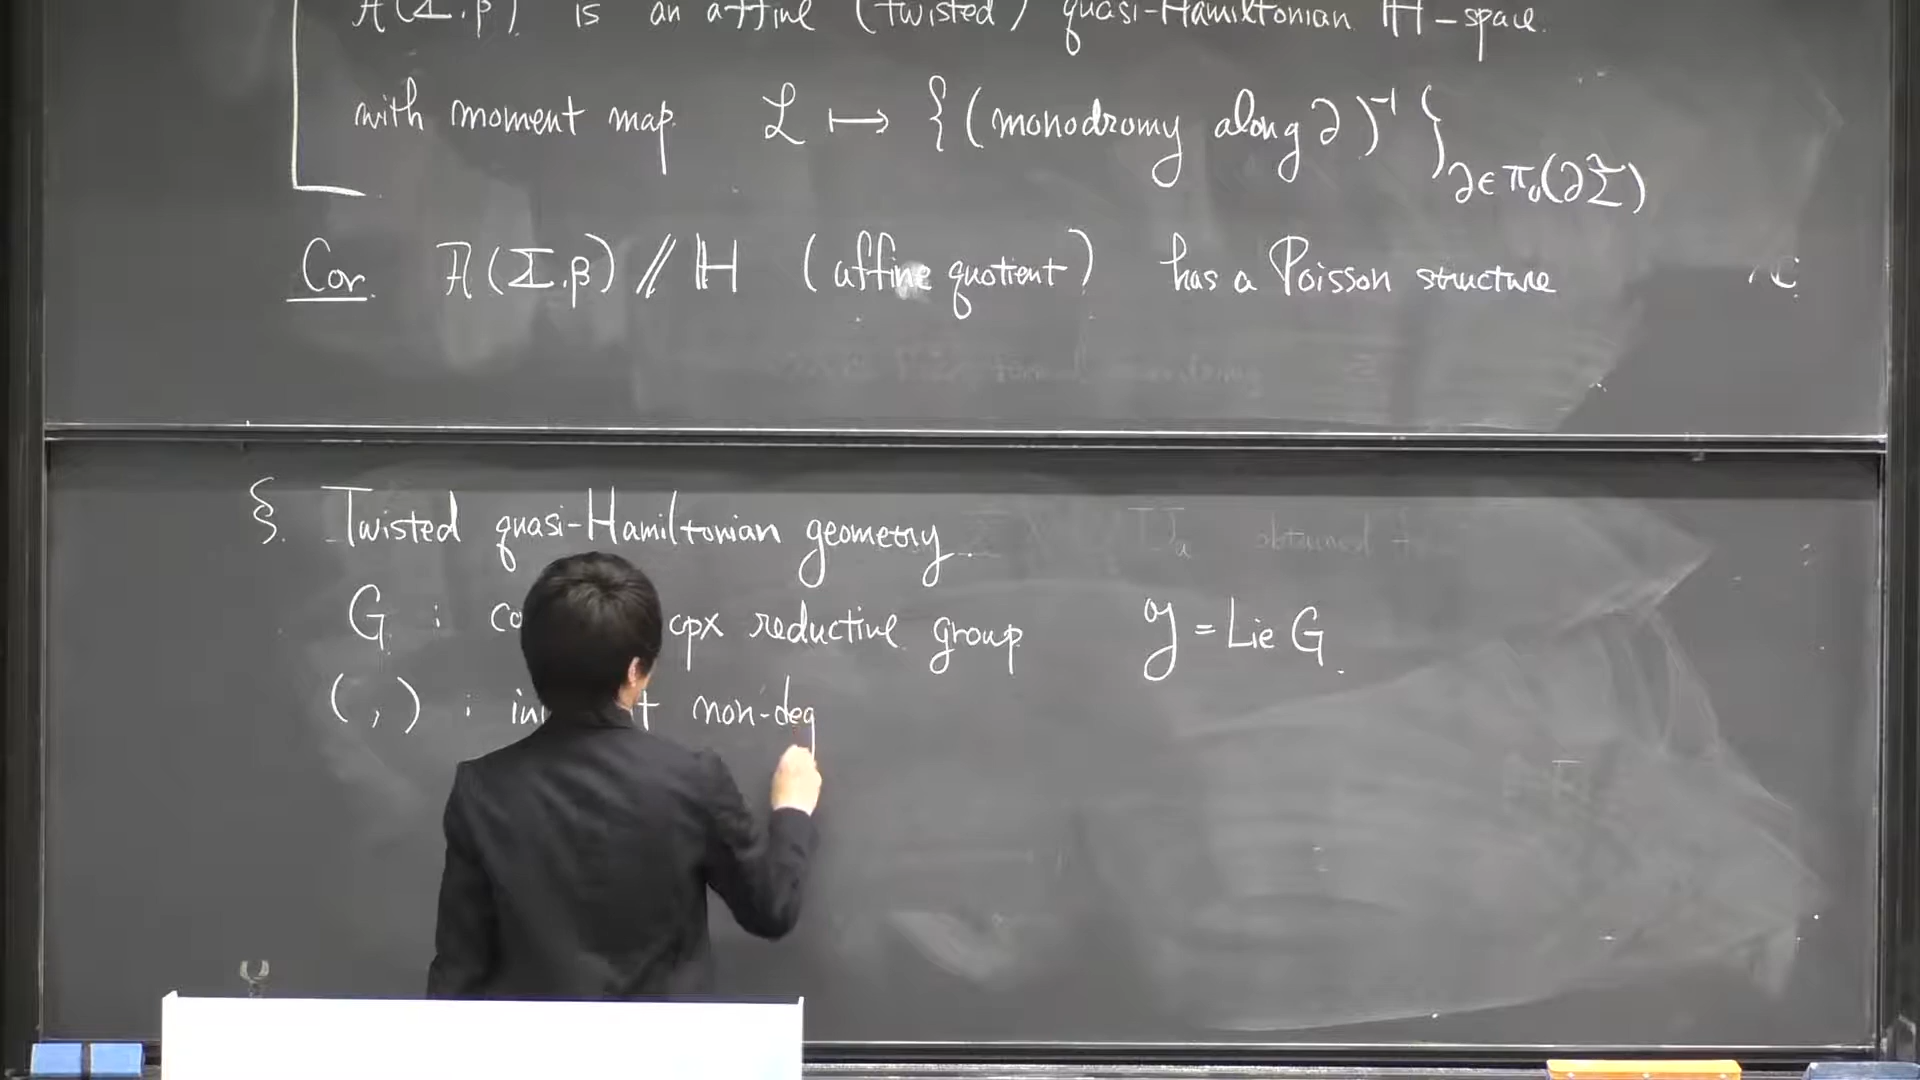 A(Σ,β) is an affine (twisted) quasi-Hamiltonian ℍ-space.
with moment map ℒ ↦ {(monodromy along ∂)⁻¹}_{∂∈π₀(∂Σ̃)}
Cor. A(Σ,β) // ℍ (affine quotient) has a Poisson structure
§. Twisted quasi-Hamiltonian geometry.
G : cpx reductive group 𝔤 = Lie G.
( , ) : non-deg